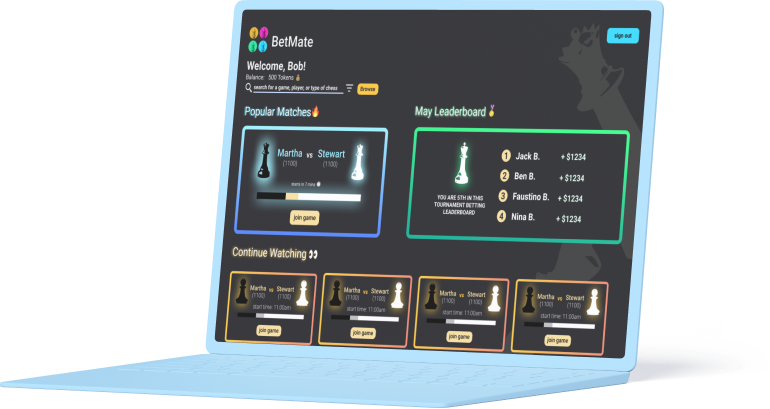 BetMate
sign out
Welcome, Bob!
Balance: 500 Tokens
search for a game, player, or type of chess
Browse
Popular Matches
Martha vs Stewart
(1100) (1100)
starts in 7 mins
join game
May Leaderboard
YOU ARE 5TH IN THIS
TOURNAMENT BETTING
LEADERBOARD
1 Jack B. + $1234
2 Ben B. + $1234
3 Faustino B. + $1234
4 Nina B. + $1234
Continue Watching
Martha vs Stewart
(1100) (1100)
start time: 11:00am
join game
Martha vs Stewart
(1100) (1100)
start time: 11:00am
join game
Martha vs Stewart
(1100) (1100)
start time: 11:00am
join game
Martha vs Stewart
(1100) (1100)
start time: 11:00am
join game